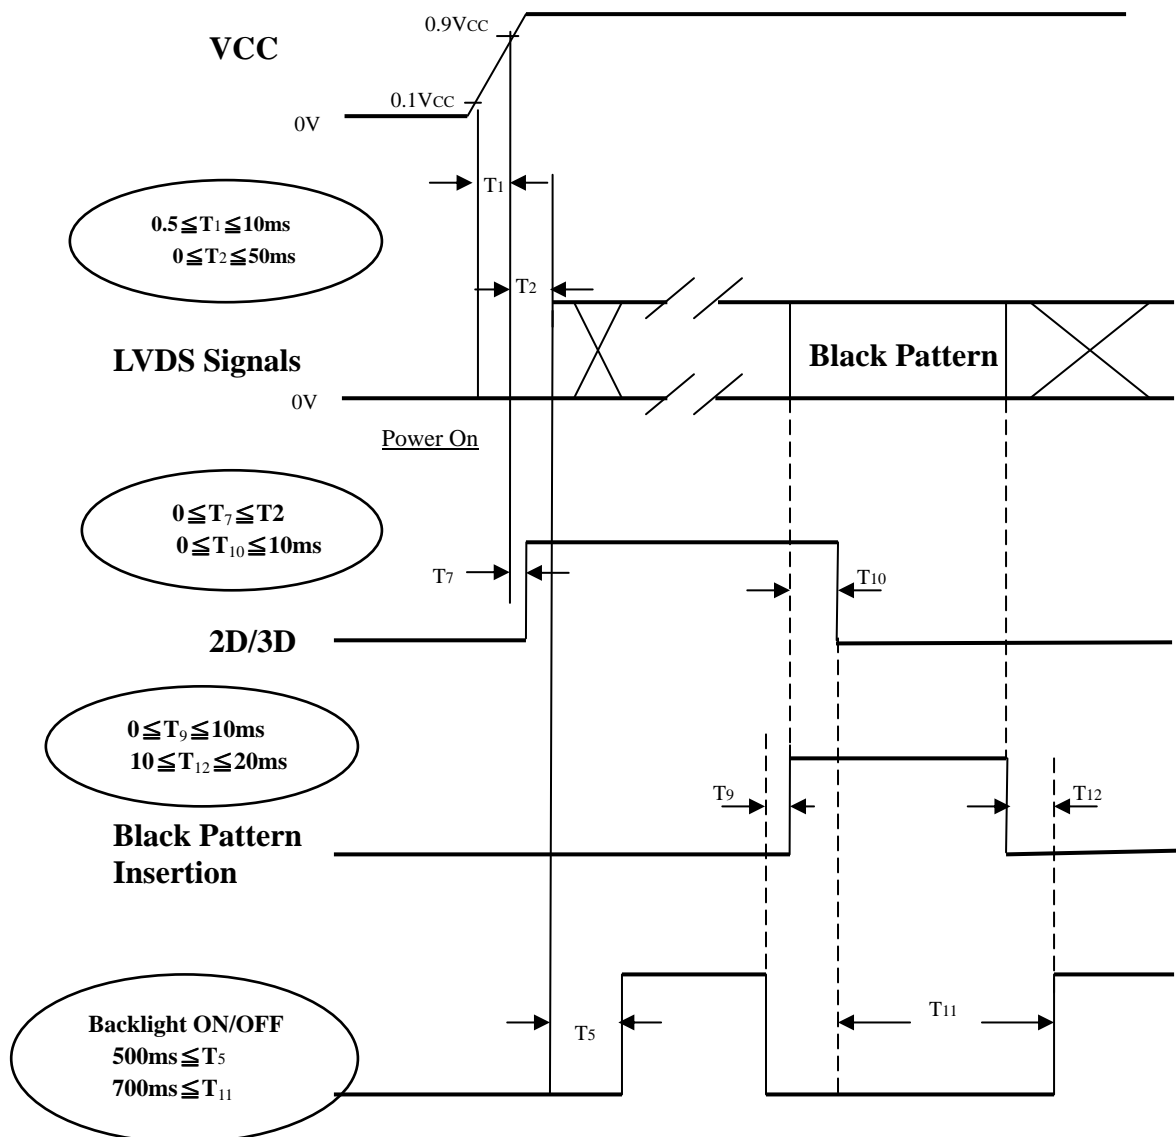 0.9VCC
VCC
0.1VCC
0V
T1
0.5≦T1≦10ms
0≦T2≦50ms
T2
LVDS Signals
Black Pattern
0V
Power On
0≦T7≦T2
0≦T10≦10ms
T7
T10
2D/3D
0≦T9≦10ms
10≦T12≦20ms
T9
T12
Black Pattern
Insertion
Backlight ON/OFF
500ms≦T5
700ms≦T11
T5
T11